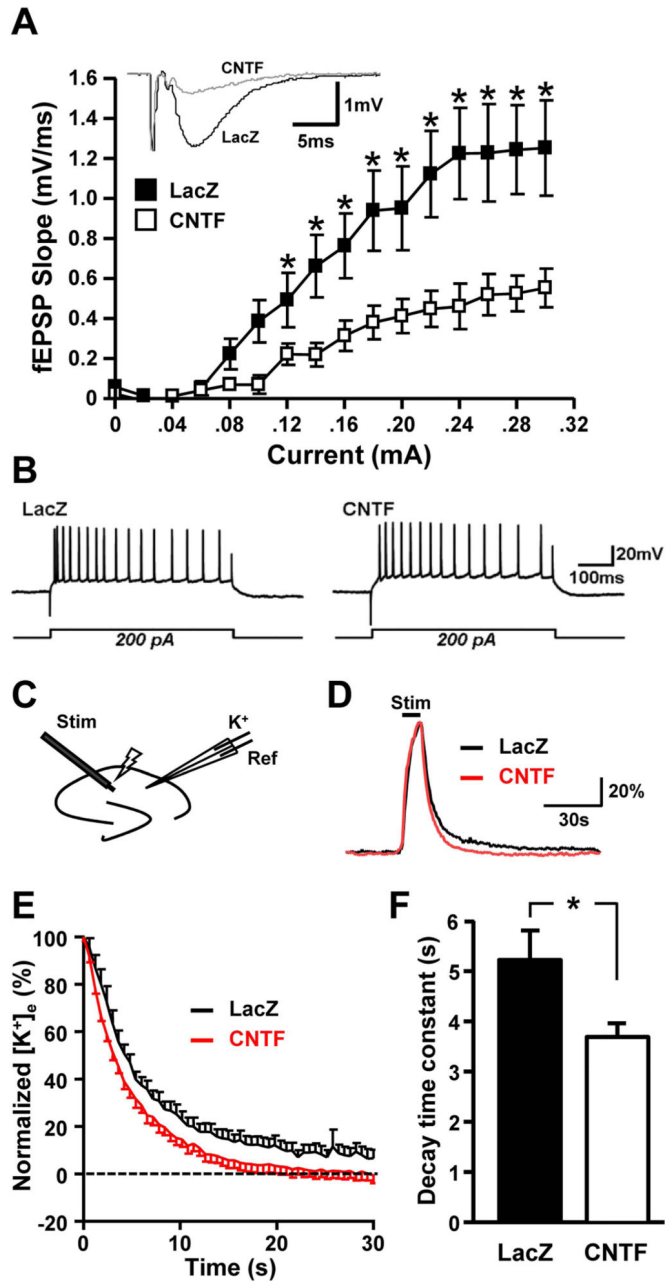 A
CNTF
LacZ
1mV
5ms
LacZ
CNTF
fEPSP Slope (mV/ms)
1.6
1.4
1.2
1.0
0.8
0.6
0.4
0.2
0
* * * * * * * * * *
0 .04 .08 .12 .16 .20 .24 .28 .32
Current (mA)
B
LacZ
CNTF
20mV
100ms
200 pA
200 pA
C
Stim
K+
Ref
D
Stim
LacZ
CNTF
20%
30s
E
LacZ
CNTF
Normalized [K+]e (%)
100
80
60
40
20
0
-20
0 10 20 30
Time (s)
F
*
Decay time constant (s)
6
5
4
3
2
1
0
LacZ CNTF